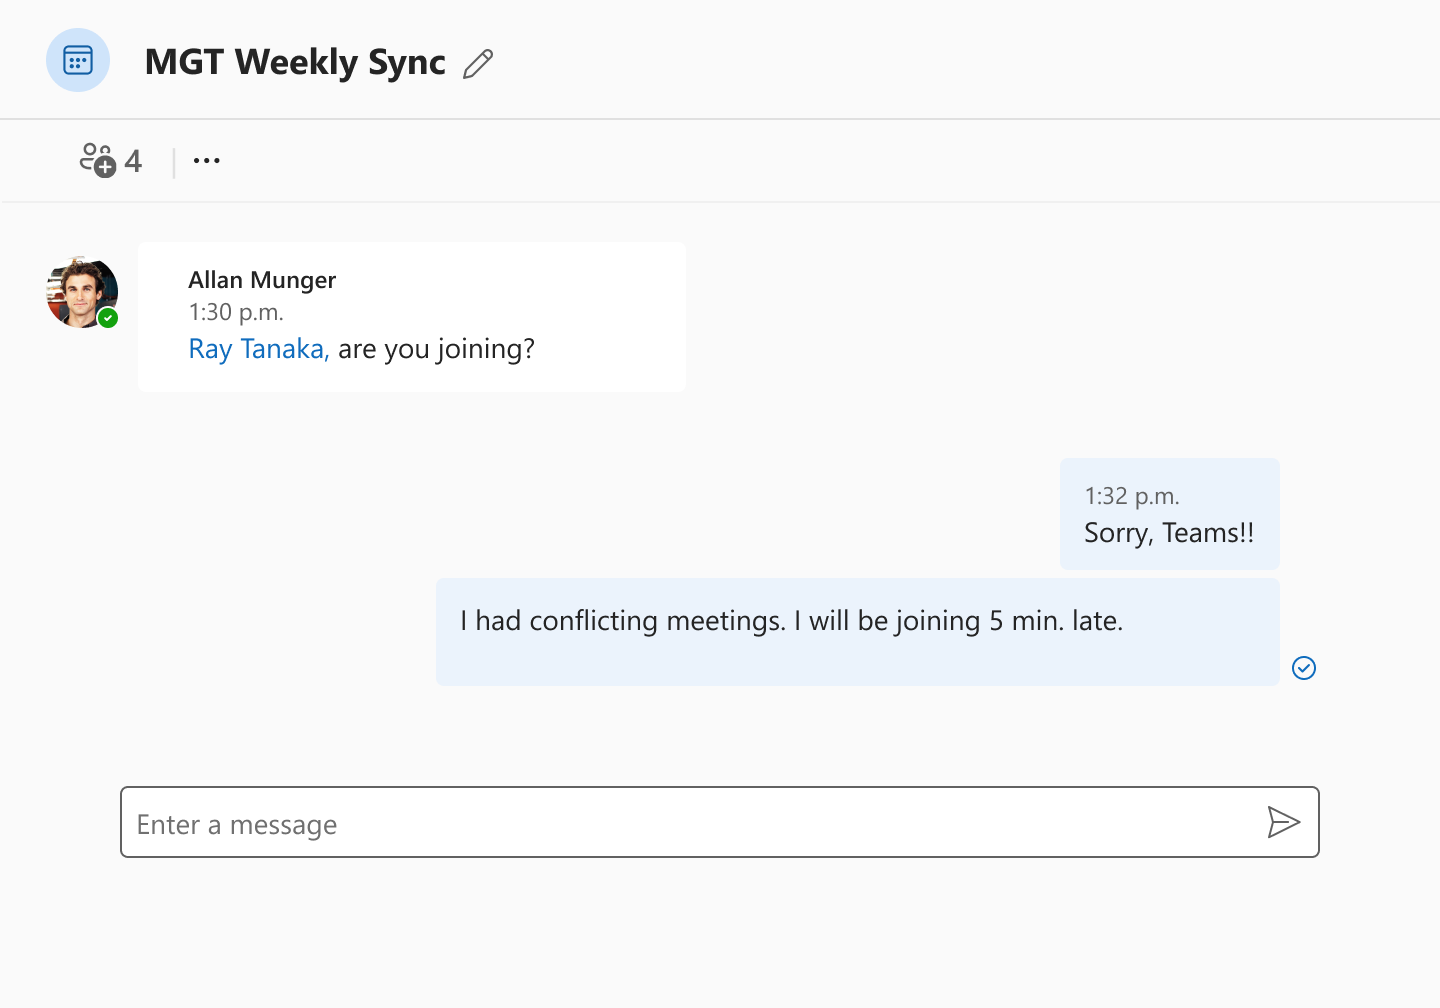 MGT Weekly Sync
4
Allan Munger
1:30 p.m.
Ray Tanaka, are you joining?
1:32 p.m.
Sorry, Teams!!
I had conflicting meetings. I will be joining 5 min. late.
Enter a message